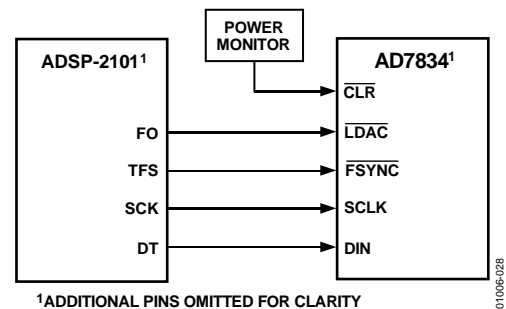 POWER
MONITOR
ADSP-2101¹
AD7834¹
CLR
FO
LDAC
TFS
FSYNC
SCK
SCLK
DT
DIN
¹ADDITIONAL PINS OMITTED FOR CLARITY
01006-028